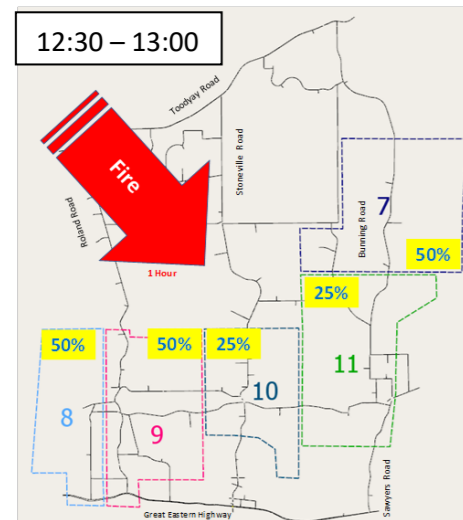 12:30 – 13:00
Toodyay Road
Stoneville Road
Fire
Roland Road
7
Bunning Road
50%
1 Hour
25%
50%
50%
25%
11
10
8
9
Sawyers Road
Great Eastern Highway